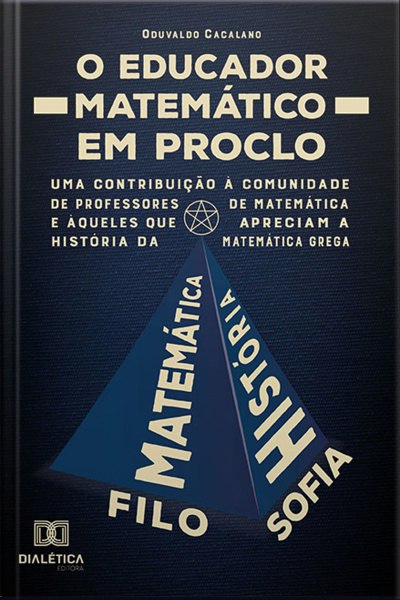 ODUVALDO CACALANO
O EDUCADOR
MATEMÁTICO
EM PROCLO
UMA CONTRIBUIÇÃO À COMUNIDADE
DE PROFESSORES DE MATEMÁTICA
E ÀQUELES QUE APRECIAM A
HISTÓRIA DA MATEMÁTICA GREGA
MATEMÁTICA
HISTÓRIA
FILO
SOFIA
DIALÉTICA
EDITORA